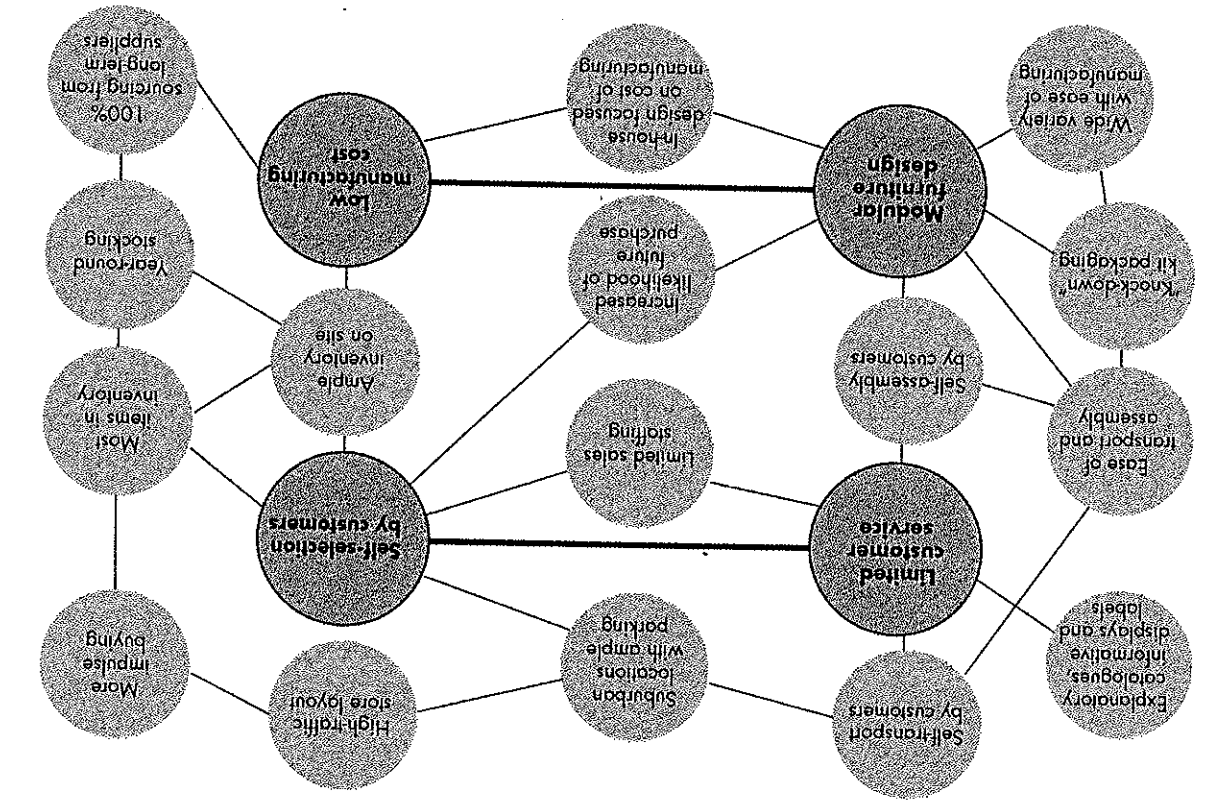 Explanatory
catalogues,
informative
displays and
labels
Self-transport
by customers
Suburban
locations
with ample
parking
High-traffic
store layout
More
impulse
buying
Limited
customer
service
Self-selection
by customers
Ease of
transport and
assembly
Self-assembly
by customers
Limited sales
staffing
Ample
inventory
on site
Most
items in
inventory
"Knock-down"
kit packaging
Increased
likelihood of
future
purchase
Year-round
stocking
Modular
furniture
design
Low
manufacturing
cost
Wide variety
with ease of
manufacturing
In-house
design focused
on cost of
manufacturing
100%
sourcing from
long-term
suppliers